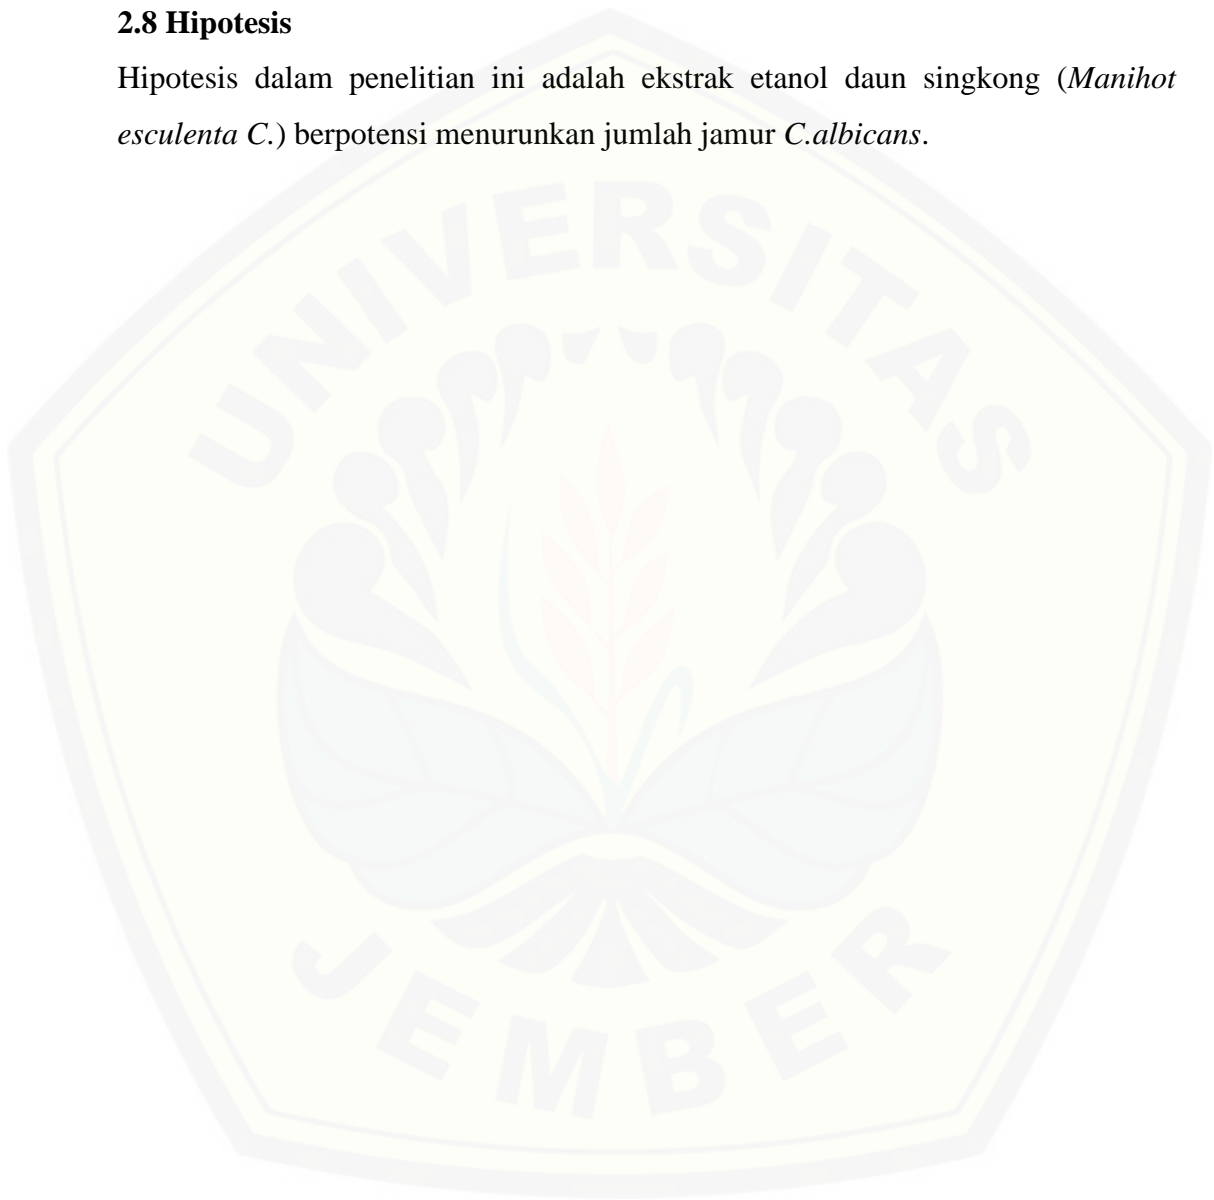 2.8 Hipotesis
Hipotesis dalam penelitian ini adalah ekstrak etanol daun singkong (Manihot
esculenta C.) berpotensi menurunkan jumlah jamur C.albicans.
UNIVERSITAS
JEMBER